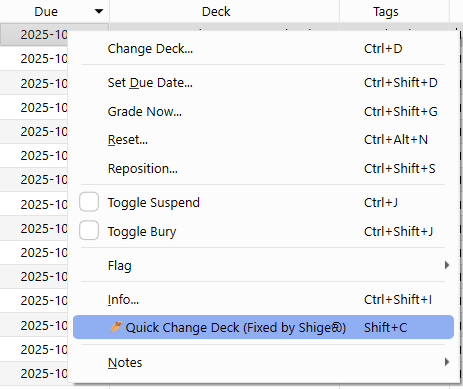 Due Deck Tags
2025-10
Change Deck... Ctrl+D
2025-10
Set Due Date... Ctrl+Shift+D
2025-10
Grade Now... Ctrl+Shift+G
2025-10
Reset... Ctrl+Alt+N
2025-10
Reposition... Ctrl+Shift+S
2025-10
2025-10
Toggle Suspend Ctrl+J
2025-10
Toggle Bury Ctrl+Shift+J
2025-10
Flag
2025-10
2025-10
Info... Ctrl+Shift+I
2025-10
Quick Change Deck (Fixed by Shige) Shift+C
2025-10
2025-10
Notes
2025-10